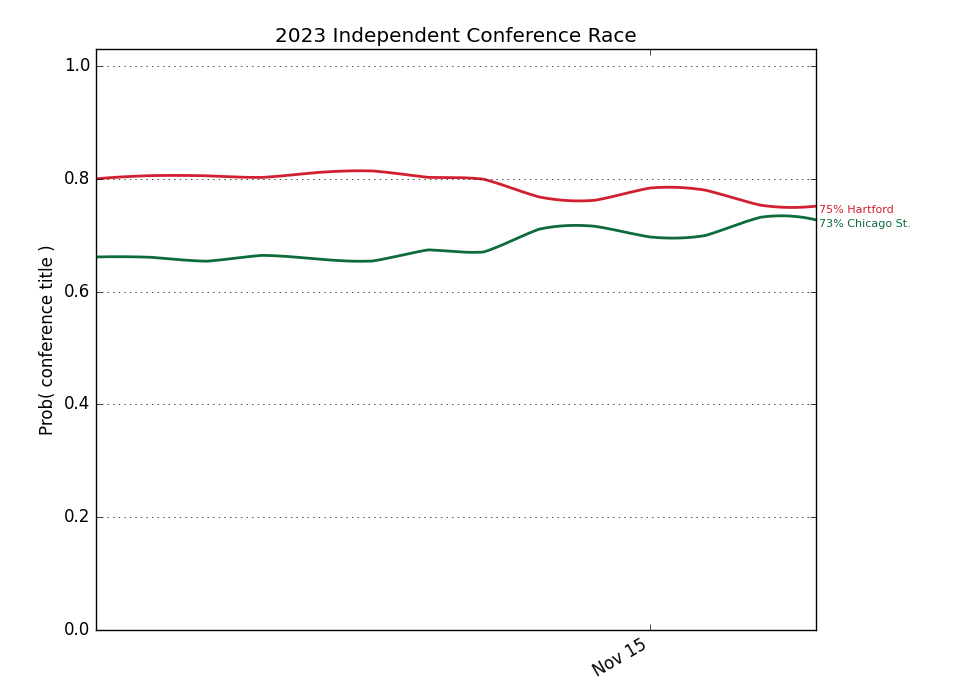 2023 Independent Conference Race
Prob( conference title )
1.0
0.8
0.6
0.4
0.2
0.0
75% Hartford
73% Chicago St.
Nov 15